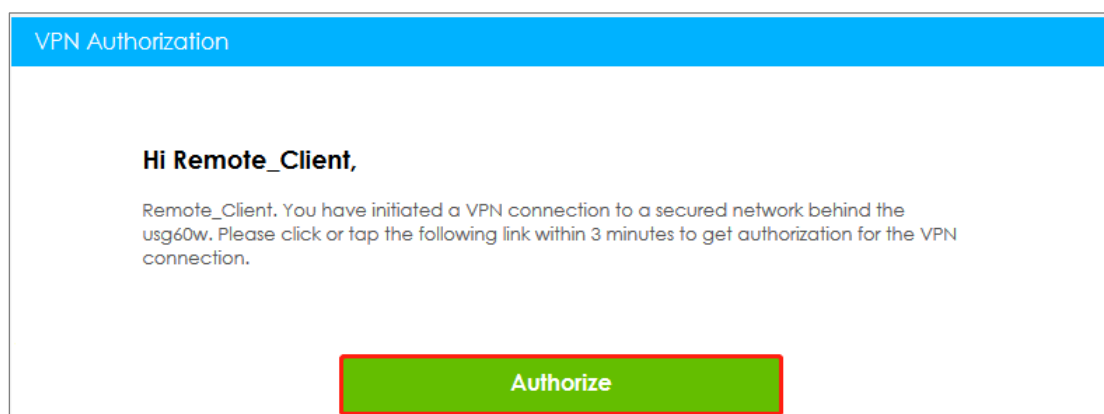 VPN Authorization
Hi Remote_Client,
Remote_Client. You have initiated a VPN connection to a secured network behind the
usg60w. Please click or tap the following link within 3 minutes to get authorization for the VPN
connection.
Authorize